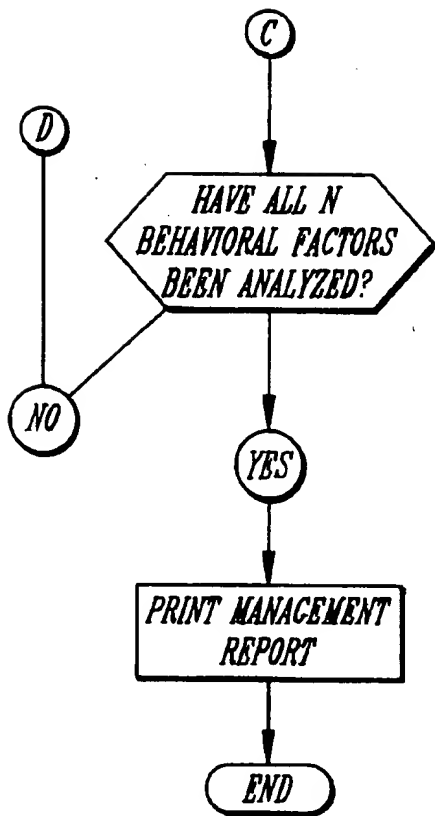 C
D
HAVE ALL N
BEHAVIORAL FACTORS
BEEN ANALYZED?
NO
YES
PRINT MANAGEMENT
REPORT
END